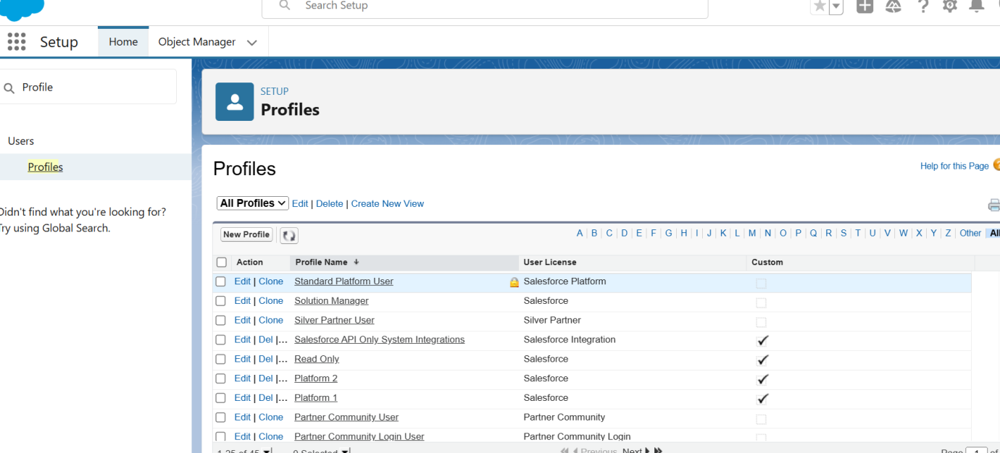 Search Setup
Setup
Home
Object Manager
Profile
Users
Profiles
Didn't find what you're looking for?
Try using Global Search.
SETUP
Profiles
Profiles
Help for this Page
All Profiles
Edit | Delete | Create New View
New Profile
A | B | C | D | E | F | G | H | I | J | K | L | M | N | O | P | Q | R | S | T | U | V | W | X | Y | Z | Other | All
Action Profile Name User License Custom
Edit | Clone Standard Platform User Salesforce Platform
Edit | Clone Solution Manager Salesforce
Edit | Clone Silver Partner User Silver Partner
Edit | Del |... Salesforce API Only System Integrations Salesforce Integration
Edit | Del |... Read Only Salesforce
Edit | Del |... Platform 2 Salesforce
Edit | Del |... Platform 1 Salesforce
Edit | Clone Partner Community User Partner Community
Edit | Clone Partner Community Login User Partner Community Login
1-25 of 45 0 Selected Previous Next Page 1 of